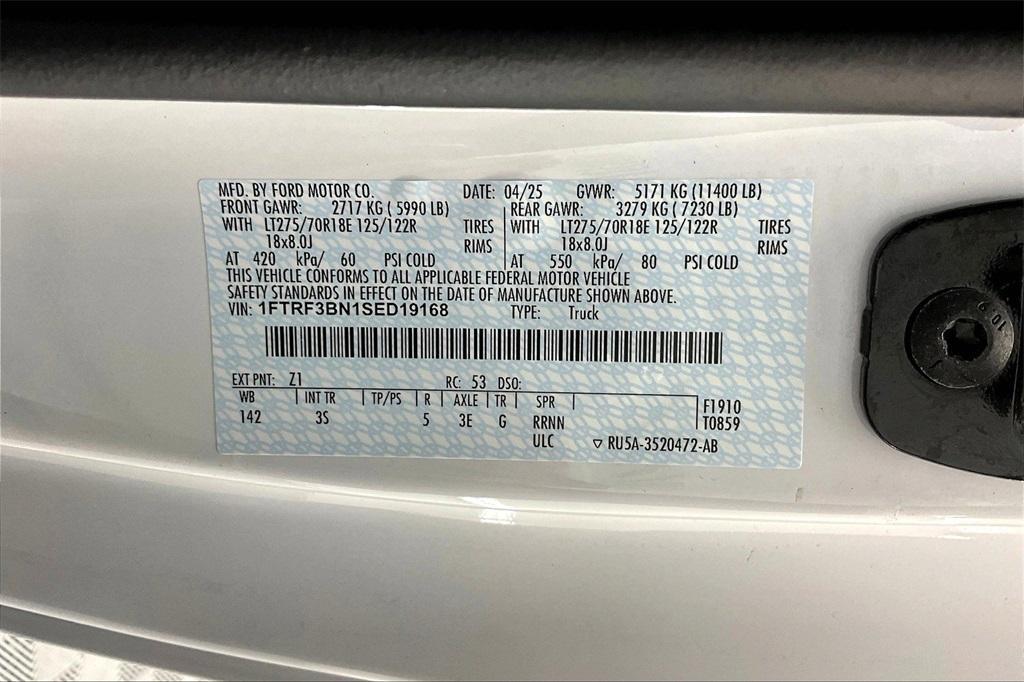 MFD. BY FORD MOTOR CO. DATE: 04/25 GVWR: 5171 KG (11400 LB)
FRONT GAWR: 2717 KG ( 5990 LB) REAR GAWR: 3279 KG ( 7230 LB)
WITH LT275/70R18E 125/122R TIRES WITH LT275/70R18E 125/122R TIRES
18x8.0J RIMS 18x8.0J RIMS
AT 420 kPa/ 60 PSI COLD AT 550 kPa/ 80 PSI COLD
THIS VEHICLE CONFORMS TO ALL APPLICABLE FEDERAL MOTOR VEHICLE
SAFETY STANDARDS IN EFFECT ON THE DATE OF MANUFACTURE SHOWN ABOVE.
VIN: 1FTRF3BN1SED19168 TYPE: Truck
EXT PNT: Z1 RC: 53 DSO:
WB INT TR TP/PS R AXLE TR SPR F1910
142 3S 5 3E G RRNN T0859
ULC RU5A-3520472-AB
10.9